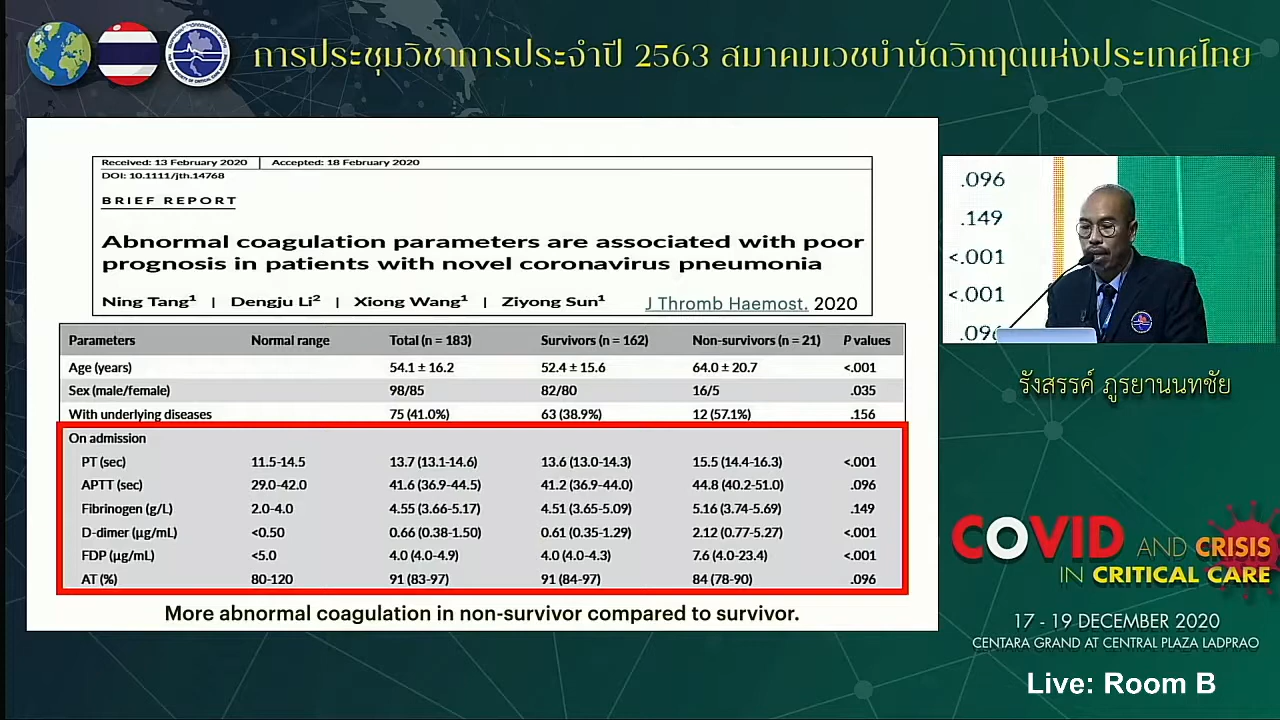 การประชุมวิชาการประจำปี 2563 สมาคมเวชบำบัดวิกฤตแห่งประเทศไทย
Received: 13 February 2020 | Accepted: 18 February 2020
DOI: 10.1111/jth.14768
BRIEF REPORT
Abnormal coagulation parameters are associated with poor
prognosis in patients with novel coronavirus pneumonia
Ning Tang¹ | Dengju Li² | Xiong Wang¹ | Ziyong Sun¹ J Thromb Haemost. 2020
Parameters Normal range Total (n = 183) Survivors (n = 162) Non-survivors (n = 21) P values
Age (years) 54.1 ± 16.2 52.4 ± 15.6 64.0 ± 20.7 <.001
Sex (male/female) 98/85 82/80 16/5 .035
With underlying diseases 75 (41.0%) 63 (38.9%) 12 (57.1%) .156
On admission
PT (sec) 11.5-14.5 13.7 (13.1-14.6) 13.6 (13.0-14.3) 15.5 (14.4-16.3) <.001
APTT (sec) 29.0-42.0 41.6 (36.9-44.5) 41.2 (36.9-44.0) 44.8 (40.2-51.0) .096
Fibrinogen (g/L) 2.0-4.0 4.55 (3.66-5.17) 4.51 (3.65-5.09) 5.16 (3.74-5.69) .149
D-dimer (µg/mL) <0.50 0.66 (0.38-1.50) 0.61 (0.35-1.29) 2.12 (0.77-5.27) <.001
FDP (µg/mL) <5.0 4.0 (4.0-4.9) 4.0 (4.0-4.3) 7.6 (4.0-23.4) <.001
AT (%) 80-120 91 (83-97) 91 (84-97) 84 (78-90) .096
More abnormal coagulation in non-survivor compared to survivor.
.096
.149
<.001
<.001
.096
รังสรรค์ ภูรยานนทชัย
COVID AND CRISIS
IN CRITICAL CARE
17 - 19 DECEMBER 2020
CENTARA GRAND AT CENTRAL PLAZA LADPRAO
Live: Room B